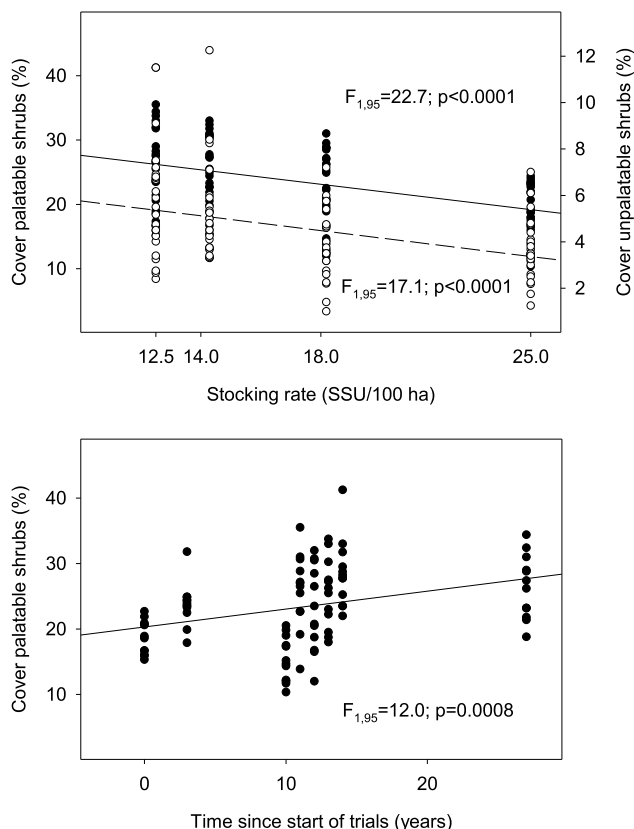 Cover palatable shrubs (%)
40
30
20
10
Cover unpalatable shrubs (%)
12
10
8
6
4
2
F1,95=22.7; p<0.0001
F1,95=17.1; p<0.0001
12.5 14.0 18.0 25.0
Stocking rate (SSU/100 ha)
Cover palatable shrubs (%)
40
30
20
10
F1,95=12.0; p=0.0008
0 10 20
Time since start of trials (years)